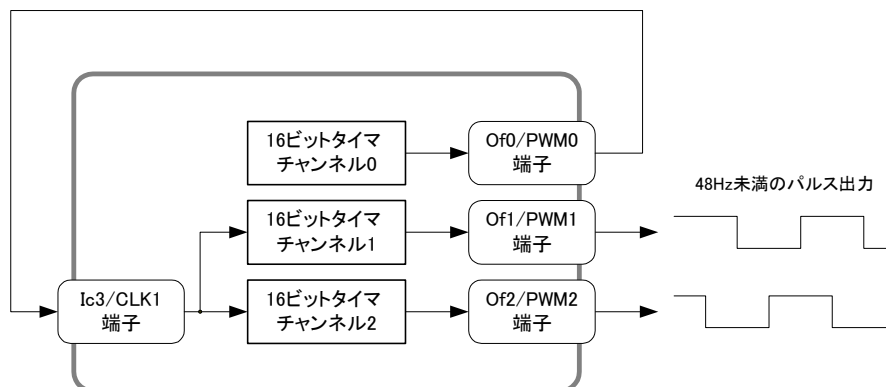 16ビットタイマ
チャンネル0
Of0/PWM0
端子
48Hz未満のパルス出力
16ビットタイマ
チャンネル1
Of1/PWM1
端子
Ic3/CLK1
端子
16ビットタイマ
チャンネル2
Of2/PWM2
端子